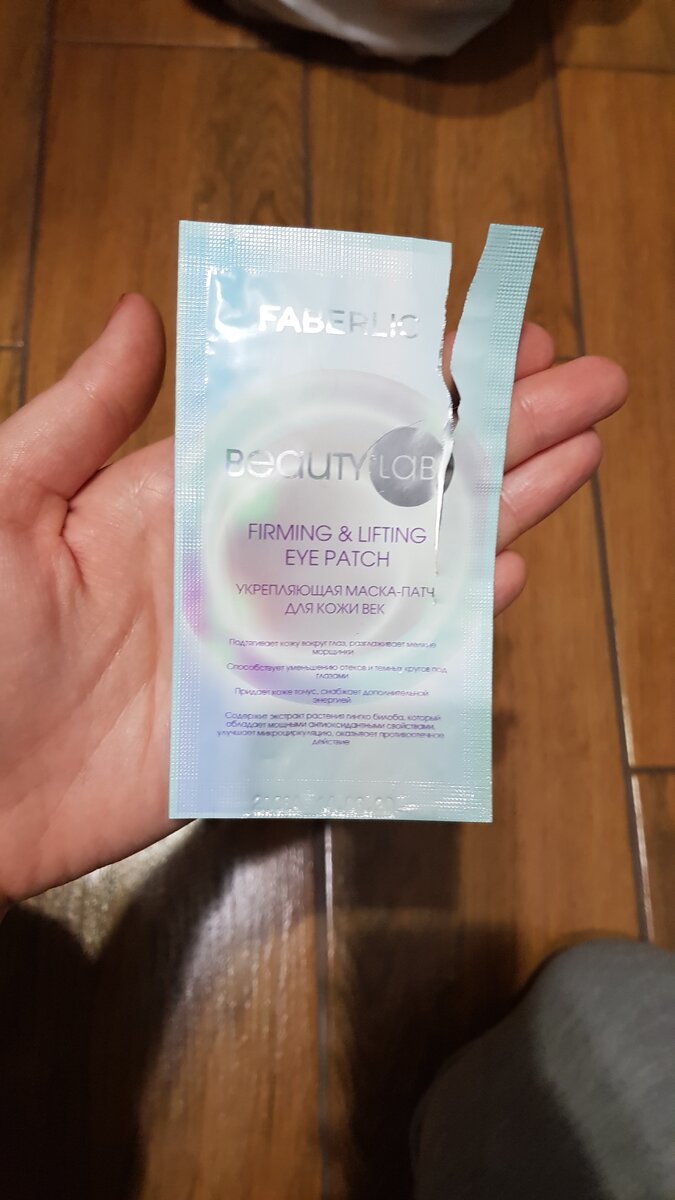 FABERLIC
BEAUTY LAB
FIRMING & LIFTING
EYE PATCH
УКРЕПЛЯЮЩАЯ МАСКА-ПАТЧ
ДЛЯ КОЖИ ВЕК
Подтягивает кожу вокруг глаз, разглаживает мелкие
морщинки
Способствует уменьшению отеков и темных кругов под
глазами
Придает коже тонус, снабжает дополнительной
энергией
Содержит экстракт растения гинкго билоба, который
обладает мощными антиоксидантными свойствами,
улучшает микроциркуляцию, оказывает противоотечное
действие